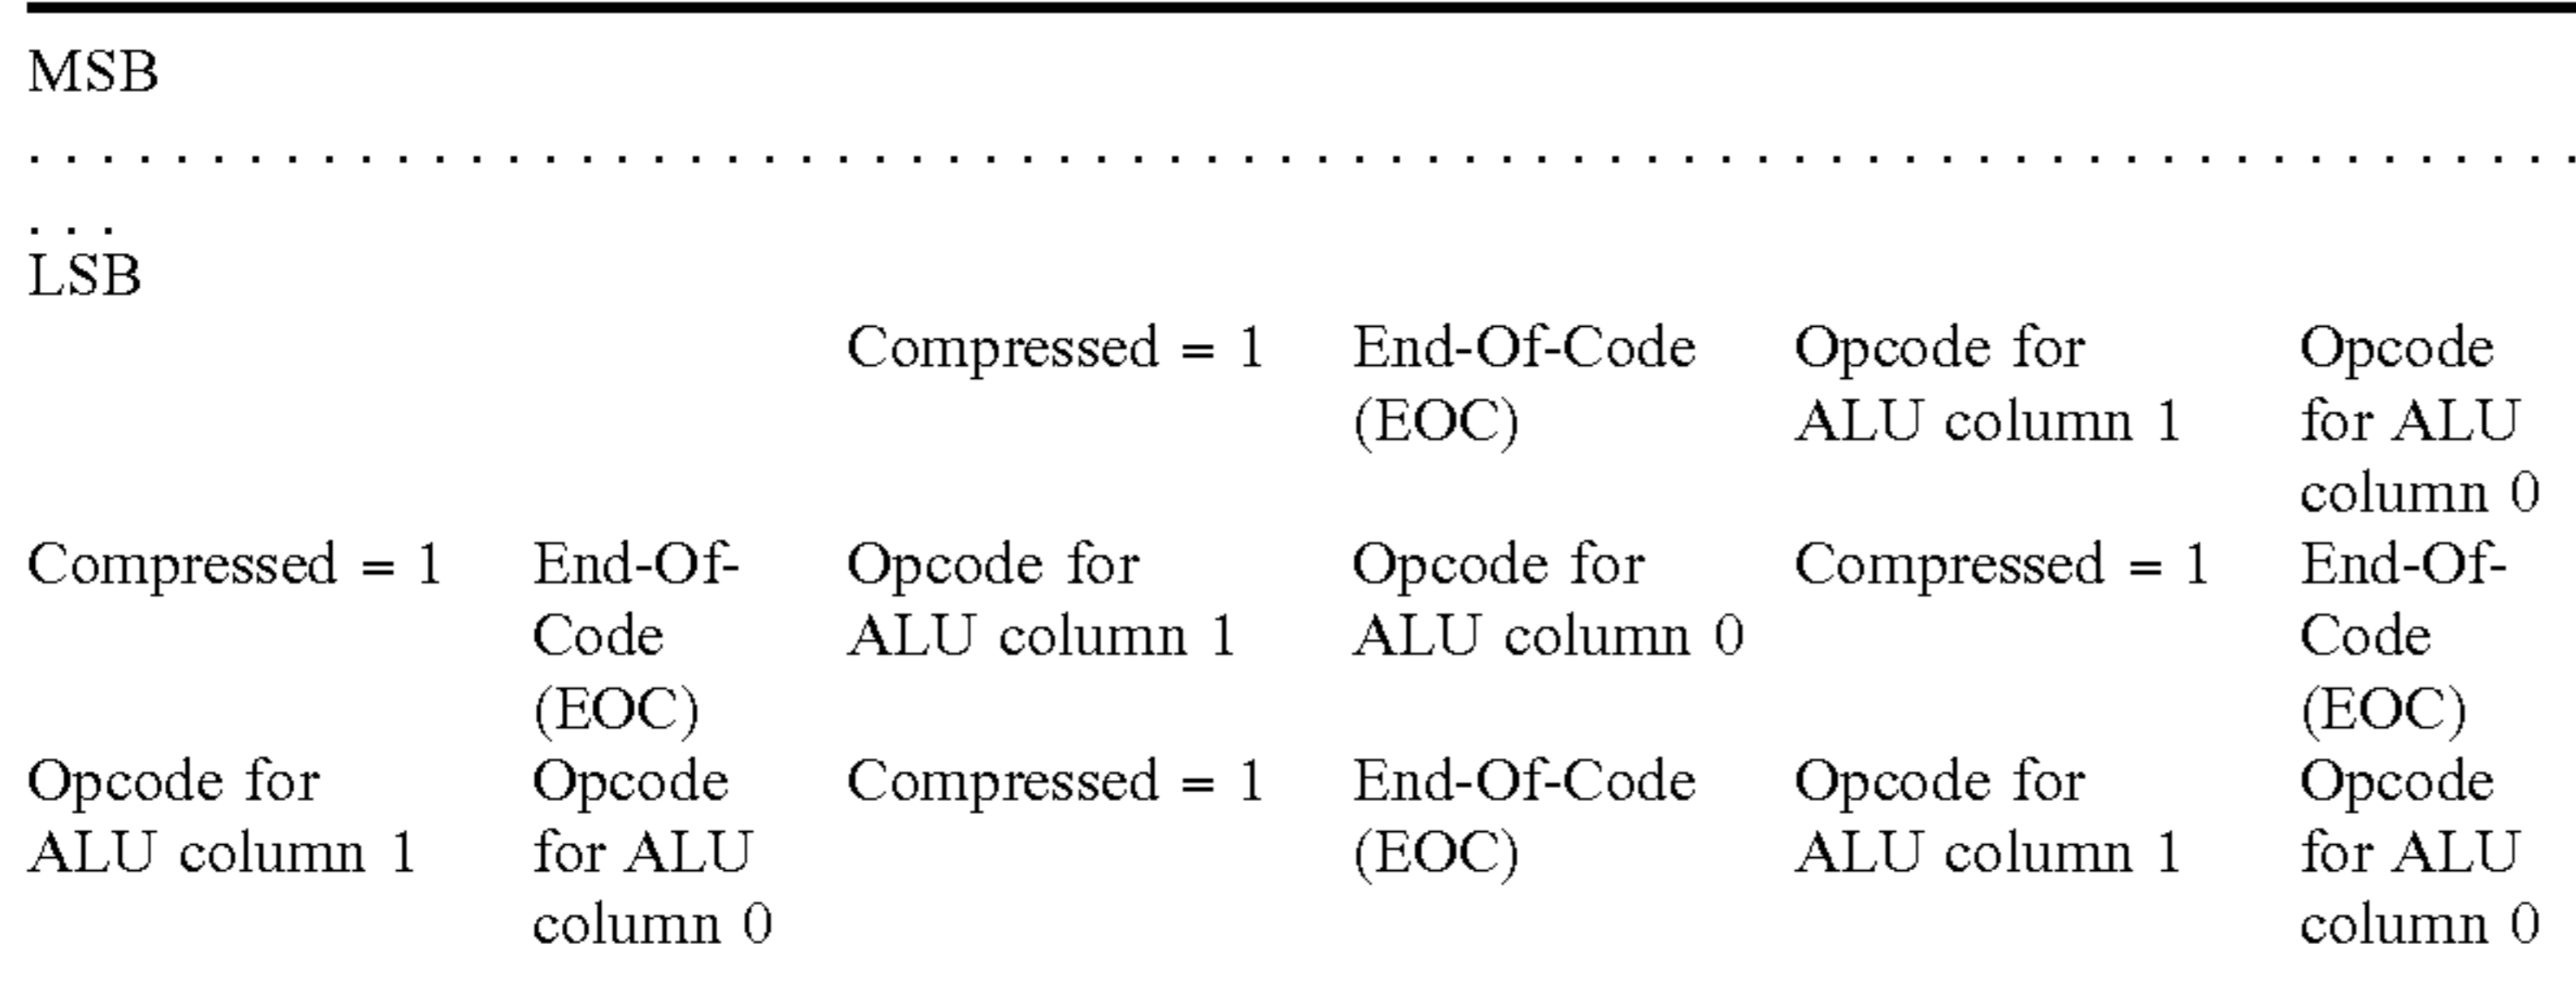 MSB
. . . . . . . . . . . . . . . . . . . . . . . . . . . . . . . . . . . . . . . . . . . . . . . . . . . . . . . . . . . . . . . . . . . . .
. . .
LSB
Compressed = 1 End-Of-Code Opcode for Opcode
(EOC) ALU column 1 for ALU
column 0
Compressed = 1 End-Of- Opcode for Opcode for Compressed = 1 End-Of-
Code ALU column 1 ALU column 0 Code
(EOC) (EOC)
Opcode for Opcode Compressed = 1 End-Of-Code Opcode for Opcode
ALU column 1 for ALU (EOC) ALU column 1 for ALU
column 0 column 0